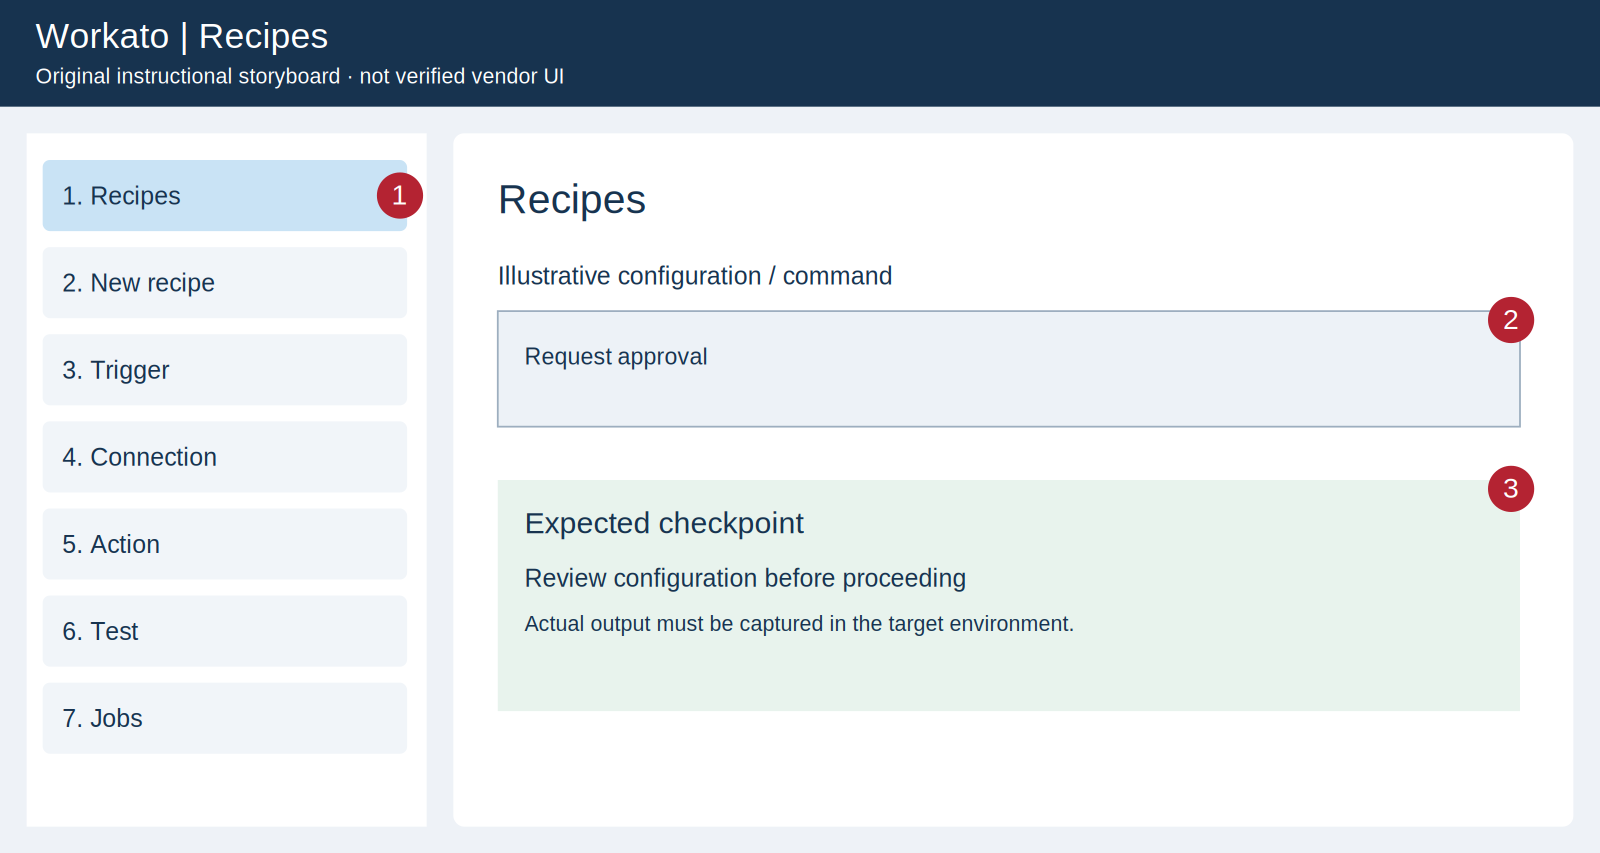 Workato | Recipes
Original instructional storyboard · not verified vendor UI
1. Recipes
1
2. New recipe
3. Trigger
4. Connection
5. Action
6. Test
7. Jobs
Recipes
Illustrative configuration / command
2
Request approval
3
Expected checkpoint
Review configuration before proceeding
Actual output must be captured in the target environment.